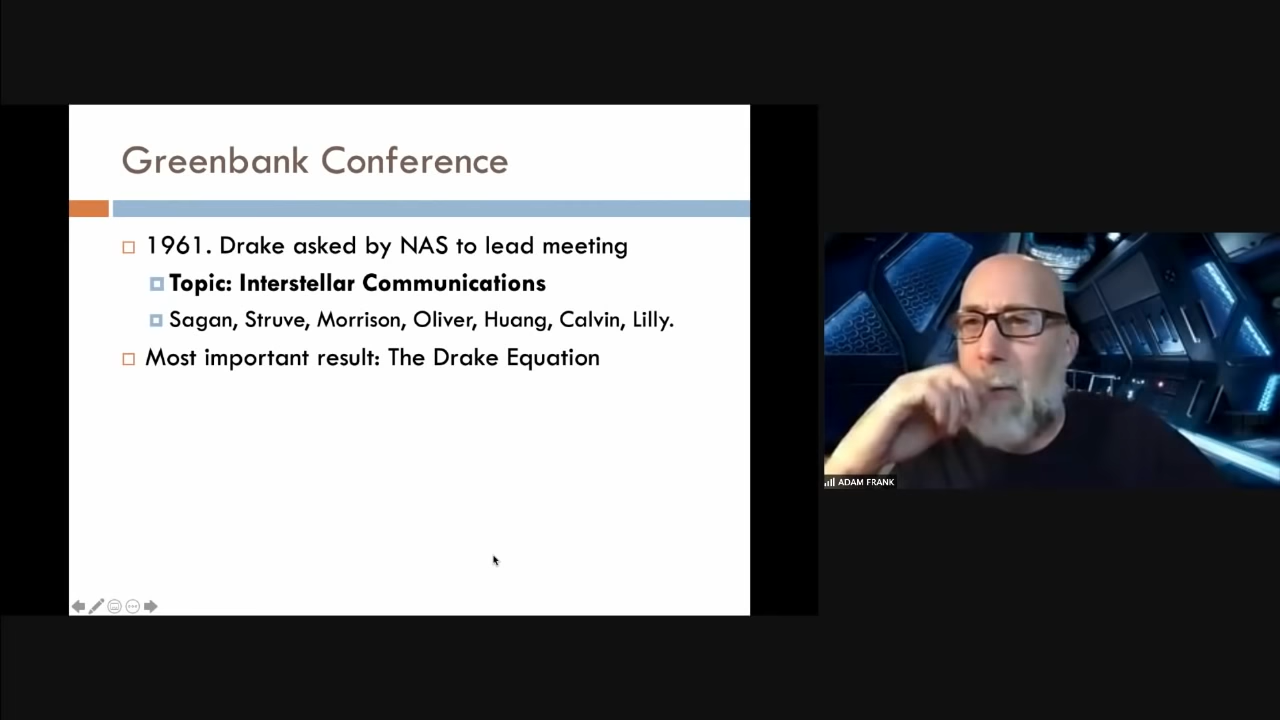 Greenbank Conference
1961. Drake asked by NAS to lead meeting
Topic: Interstellar Communications
Sagan, Struve, Morrison, Oliver, Huang, Calvin, Lilly.
Most important result: The Drake Equation
ADAM FRANK